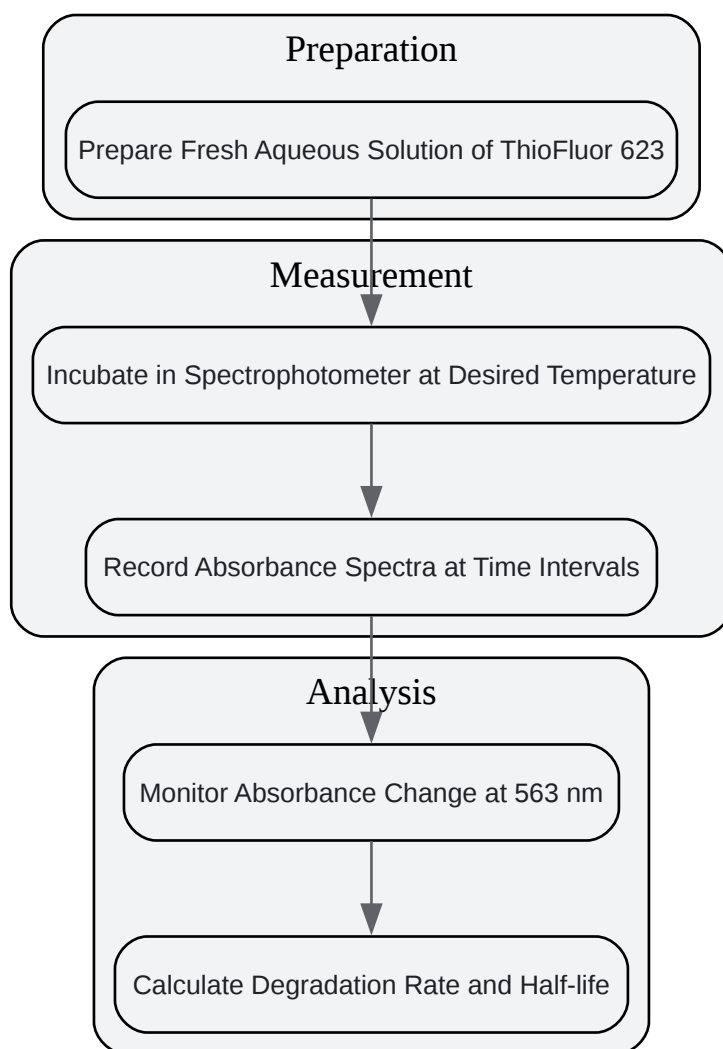 Preparation
Prepare Fresh Aqueous Solution of ThioFluor 623
Measurement
Incubate in Spectrophotometer at Desired Temperature
Record Absorbance Spectra at Time Intervals
Analysis
Monitor Absorbance Change at 563 nm
Calculate Degradation Rate and Half-life